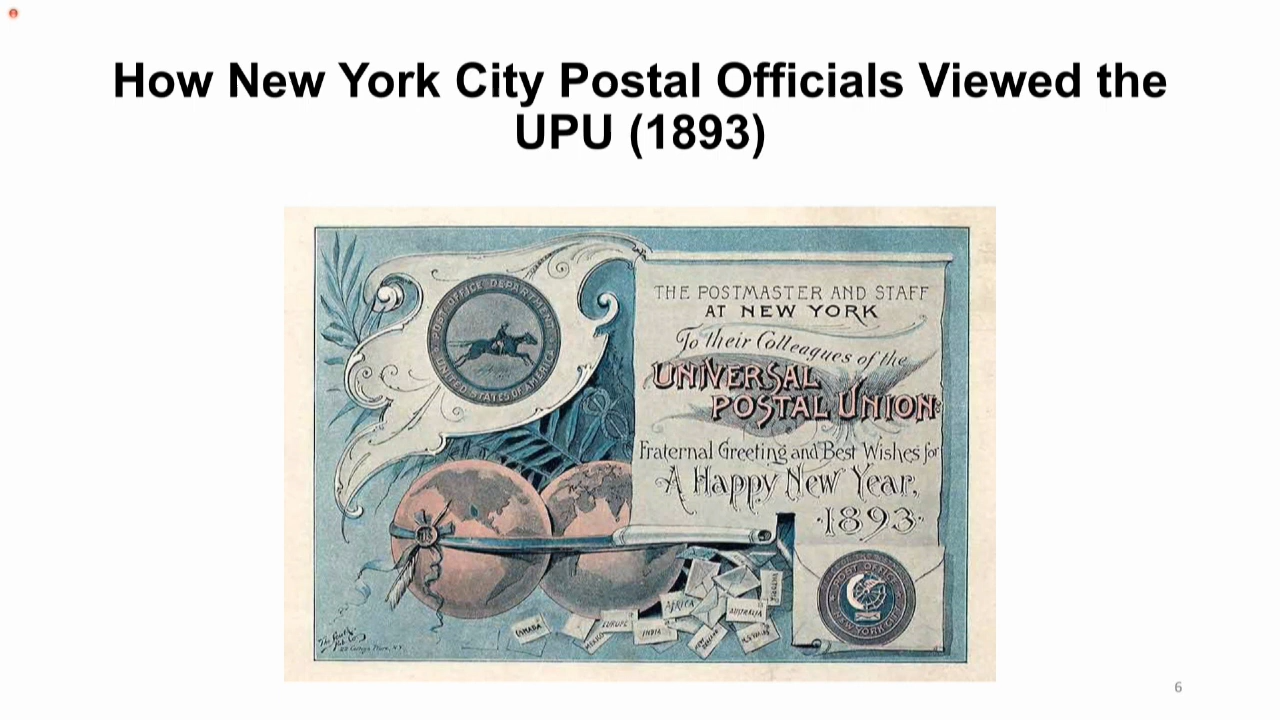 How New York City Postal Officials Viewed the
UPU (1893)
POST OFFICE DEPARTMENT
UNITED STATES OF AMERICA
THE POSTMASTER AND STAFF
AT NEW YORK
To their Colleagues of the
UNIVERSAL
POSTAL UNION
Fraternal Greeting and Best Wishes for
A Happy New Year,
·1893·
POST OFFICE
NEW YORK CITY
AFRICA
AUSTRALIA
CANADA
EUROPE
MEXICO
INDIA
6